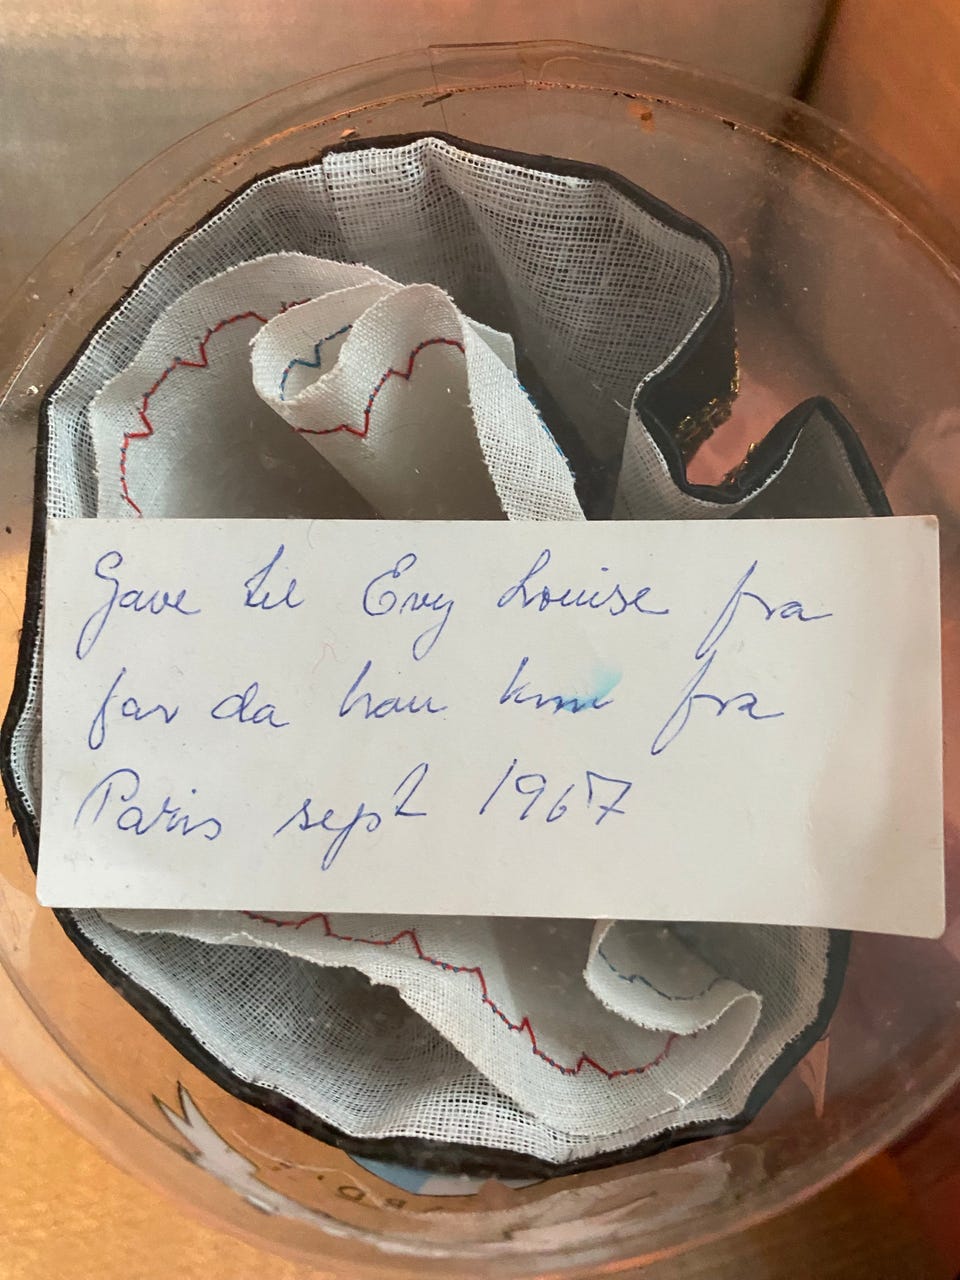 Gave til Evy Louise fra
far da han kom fra
Paris sept 1967